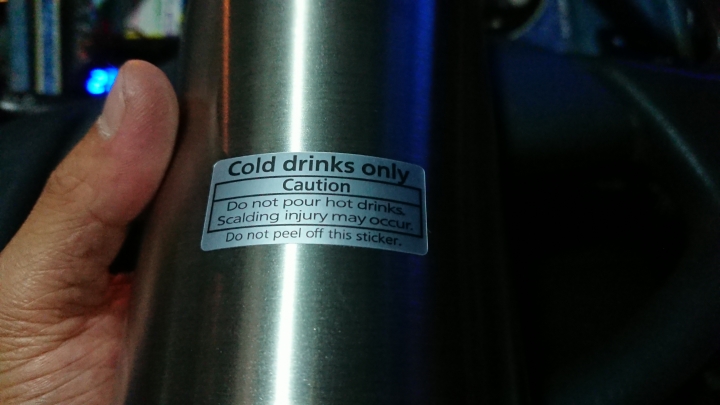 Cold drinks only
Caution
Do not pour hot drinks.
Scalding injury may occur.
Do not peel off this sticker.